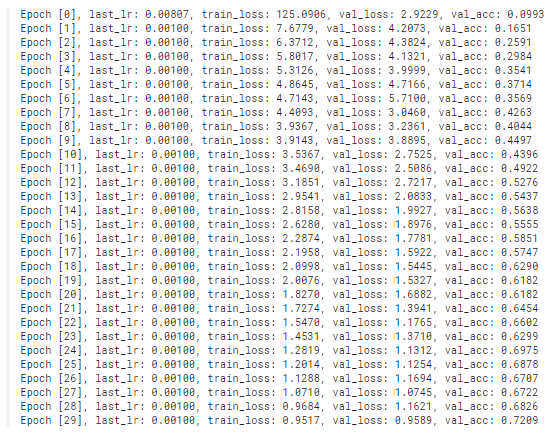 Epoch [0], last_lr: 0.00807, train_loss: 125.0906, val_loss: 2.9229, val_acc: 0.0993
Epoch [1], last_lr: 0.00100, train_loss: 7.6779, val_loss: 4.2073, val_acc: 0.1651
Epoch [2], last_lr: 0.00100, train_loss: 6.3712, val_loss: 4.3824, val_acc: 0.2591
Epoch [3], last_lr: 0.00100, train_loss: 5.8017, val_loss: 4.1321, val_acc: 0.2984
Epoch [4], last_lr: 0.00100, train_loss: 5.3126, val_loss: 3.9999, val_acc: 0.3541
Epoch [5], last_lr: 0.00100, train_loss: 4.8645, val_loss: 4.7166, val_acc: 0.3714
Epoch [6], last_lr: 0.00100, train_loss: 4.7143, val_loss: 5.7100, val_acc: 0.3569
Epoch [7], last_lr: 0.00100, train_loss: 4.4093, val_loss: 3.0460, val_acc: 0.4263
Epoch [8], last_lr: 0.00100, train_loss: 3.9367, val_loss: 3.2361, val_acc: 0.4044
Epoch [9], last_lr: 0.00100, train_loss: 3.9143, val_loss: 3.8895, val_acc: 0.4497
Epoch [10], last_lr: 0.00100, train_loss: 3.5367, val_loss: 2.7525, val_acc: 0.4396
Epoch [11], last_lr: 0.00100, train_loss: 3.4690, val_loss: 2.5086, val_acc: 0.4922
Epoch [12], last_lr: 0.00100, train_loss: 3.1851, val_loss: 2.7217, val_acc: 0.5276
Epoch [13], last_lr: 0.00100, train_loss: 2.9541, val_loss: 2.0833, val_acc: 0.5437
Epoch [14], last_lr: 0.00100, train_loss: 2.8158, val_loss: 1.9927, val_acc: 0.5638
Epoch [15], last_lr: 0.00100, train_loss: 2.6280, val_loss: 1.8976, val_acc: 0.5555
Epoch [16], last_lr: 0.00100, train_loss: 2.2874, val_loss: 1.7781, val_acc: 0.5851
Epoch [17], last_lr: 0.00100, train_loss: 2.1958, val_loss: 1.5922, val_acc: 0.5747
Epoch [18], last_lr: 0.00100, train_loss: 2.0998, val_loss: 1.5445, val_acc: 0.6290
Epoch [19], last_lr: 0.00100, train_loss: 2.0076, val_loss: 1.5327, val_acc: 0.6182
Epoch [20], last_lr: 0.00100, train_loss: 1.8270, val_loss: 1.6882, val_acc: 0.6182
Epoch [21], last_lr: 0.00100, train_loss: 1.7274, val_loss: 1.3941, val_acc: 0.6454
Epoch [22], last_lr: 0.00100, train_loss: 1.5470, val_loss: 1.1765, val_acc: 0.6602
Epoch [23], last_lr: 0.00100, train_loss: 1.4531, val_loss: 1.3710, val_acc: 0.6299
Epoch [24], last_lr: 0.00100, train_loss: 1.2819, val_loss: 1.1312, val_acc: 0.6975
Epoch [25], last_lr: 0.00100, train_loss: 1.2014, val_loss: 1.1254, val_acc: 0.6878
Epoch [26], last_lr: 0.00100, train_loss: 1.1288, val_loss: 1.1694, val_acc: 0.6707
Epoch [27], last_lr: 0.00100, train_loss: 1.0710, val_loss: 1.0745, val_acc: 0.6722
Epoch [28], last_lr: 0.00100, train_loss: 0.9684, val_loss: 1.1621, val_acc: 0.6826
Epoch [29], last_lr: 0.00100, train_loss: 0.9517, val_loss: 0.9589, val_acc: 0.7209